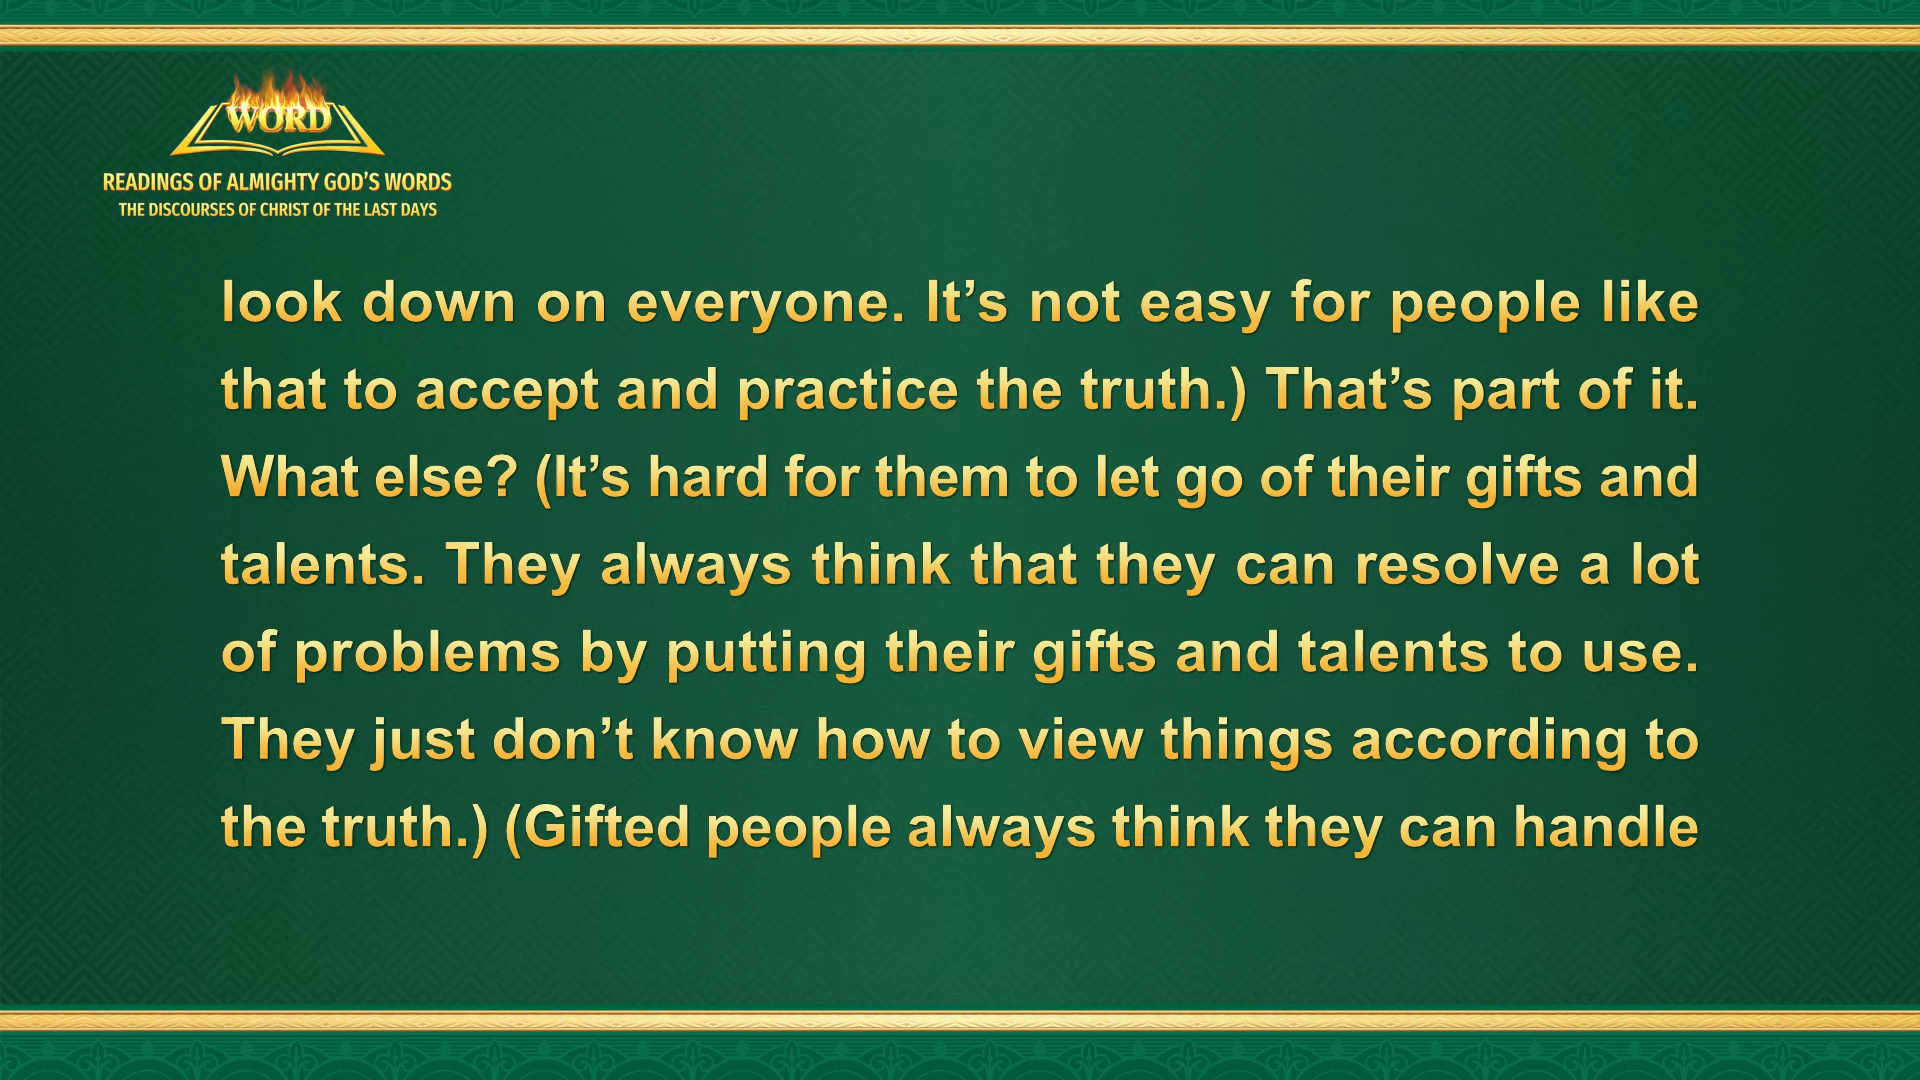 WORD
READINGS OF ALMIGHTY GOD’S WORDS
THE DISCOURSES OF CHRIST OF THE LAST DAYS
look down on everyone. It’s not easy for people like
that to accept and practice the truth.) That’s part of it.
What else? (It’s hard for them to let go of their gifts and
talents. They always think that they can resolve a lot
of problems by putting their gifts and talents to use.
They just don’t know how to view things according to
the truth.) (Gifted people always think they can handle